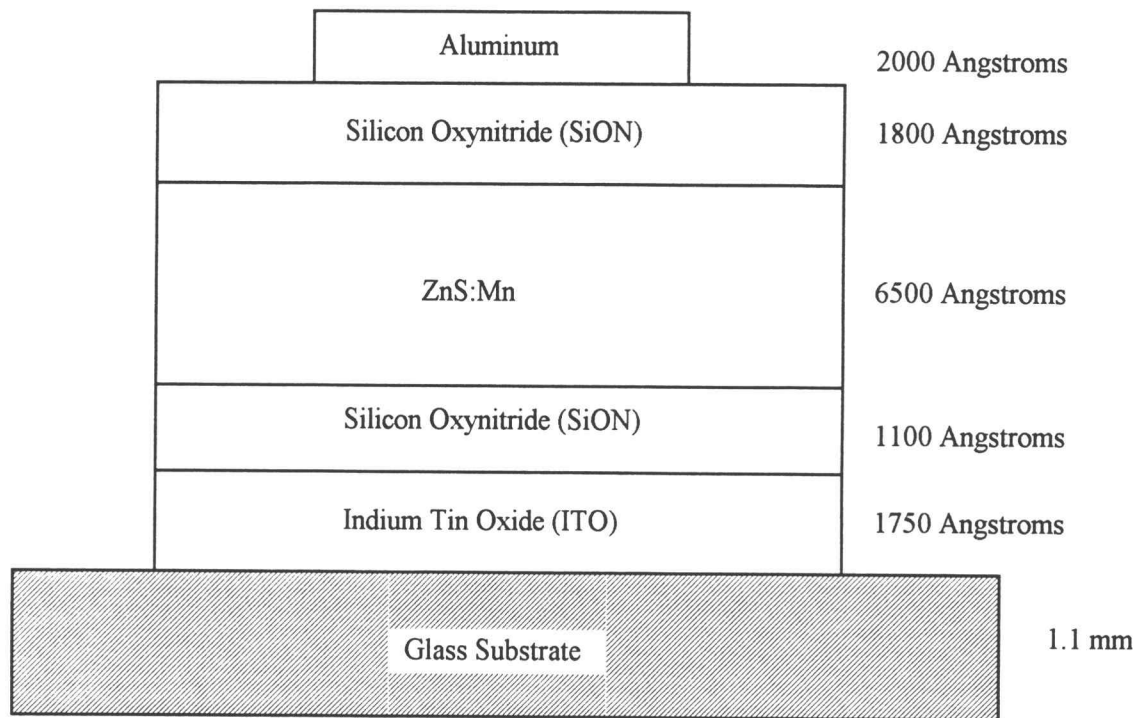 Aluminum
2000 Angstroms
Silicon Oxynitride (SiON)
1800 Angstroms
ZnS:Mn
6500 Angstroms
Silicon Oxynitride (SiON)
1100 Angstroms
Indium Tin Oxide (ITO)
1750 Angstroms
Glass Substrate
1.1 mm